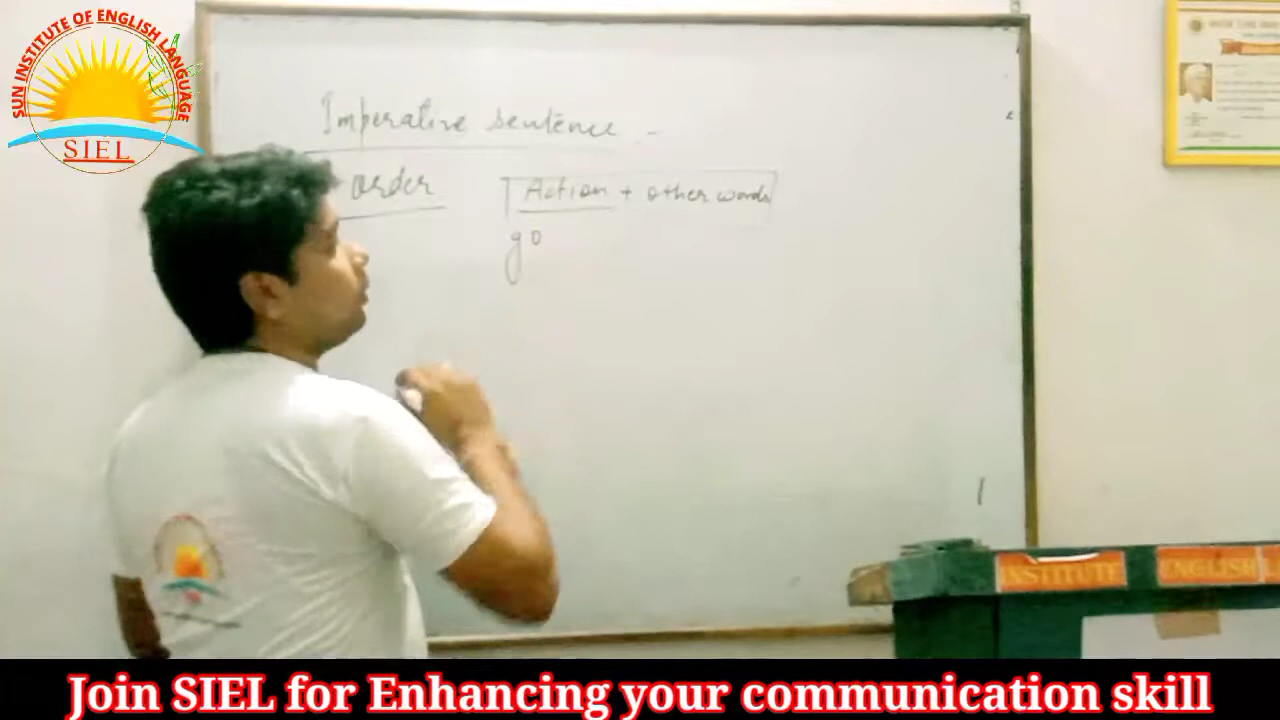 SUN INSTITUTE OF ENGLISH LANGUAGE
SIEL
Imperative sentence -
order
Action + other words
go
INSTITUTE
ENGLISH
Join SIEL for Enhancing your communication skill